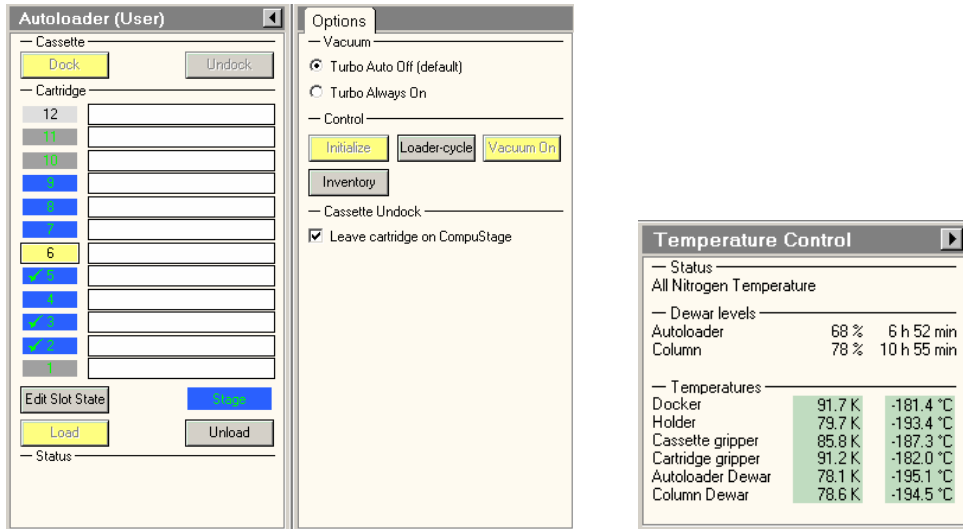 Autoloader (User)
Cassette
Dock Undock
Cartridge
12
11
10
9
8
7
6
5
4
3
2
1
Edit Slot State Stage
Load Unload
Status
Options
Vacuum
Turbo Auto Off (default)
Turbo Always On
Control
Initialize Loader-cycle Vacuum On
Inventory
Cassette Undock
Leave cartridge on CompuStage
Temperature Control
Status
All Nitrogen Temperature
Dewar levels
Autoloader 68 % 6 h 52 min
Column 78 % 10 h 55 min
Temperatures
Docker 91.7 K -181.4 °C
Holder 79.7 K -193.4 °C
Cassette gripper 85.8 K -187.3 °C
Cartridge gripper 91.2 K -182.0 °C
Autoloader Dewar 78.1 K -195.1 °C
Column Dewar 78.6 K -194.5 °C